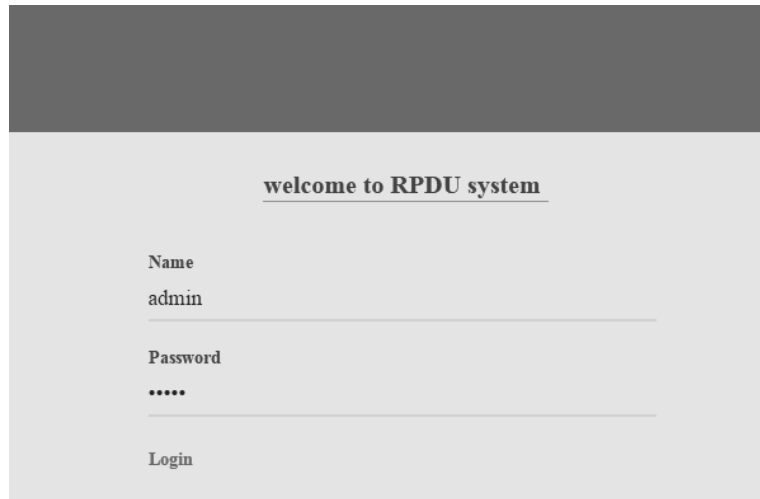 welcome to RPDU system
Name
admin
Password
•••••
Login